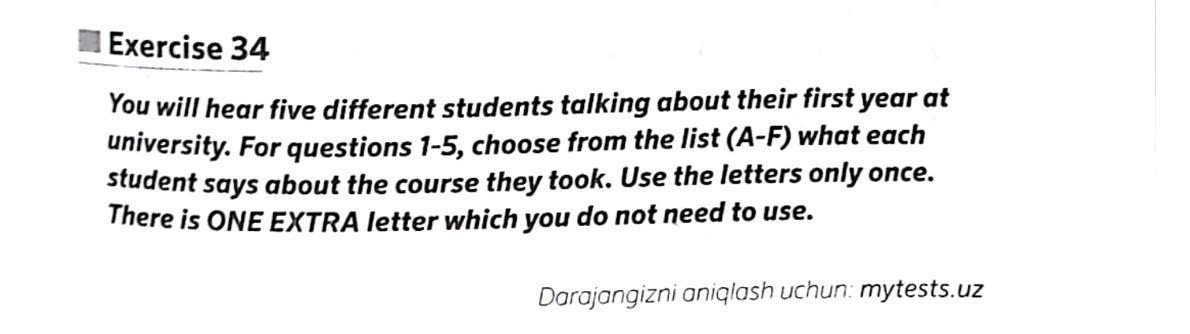 Exercise 34
You will hear five different students talking about their first year at
university. For questions 1-5, choose from the list (A-F) what each
student says about the course they took. Use the letters only once.
There is ONE EXTRA letter which you do not need to use.
Darajangizni aniqlash uchun: mytests.uz